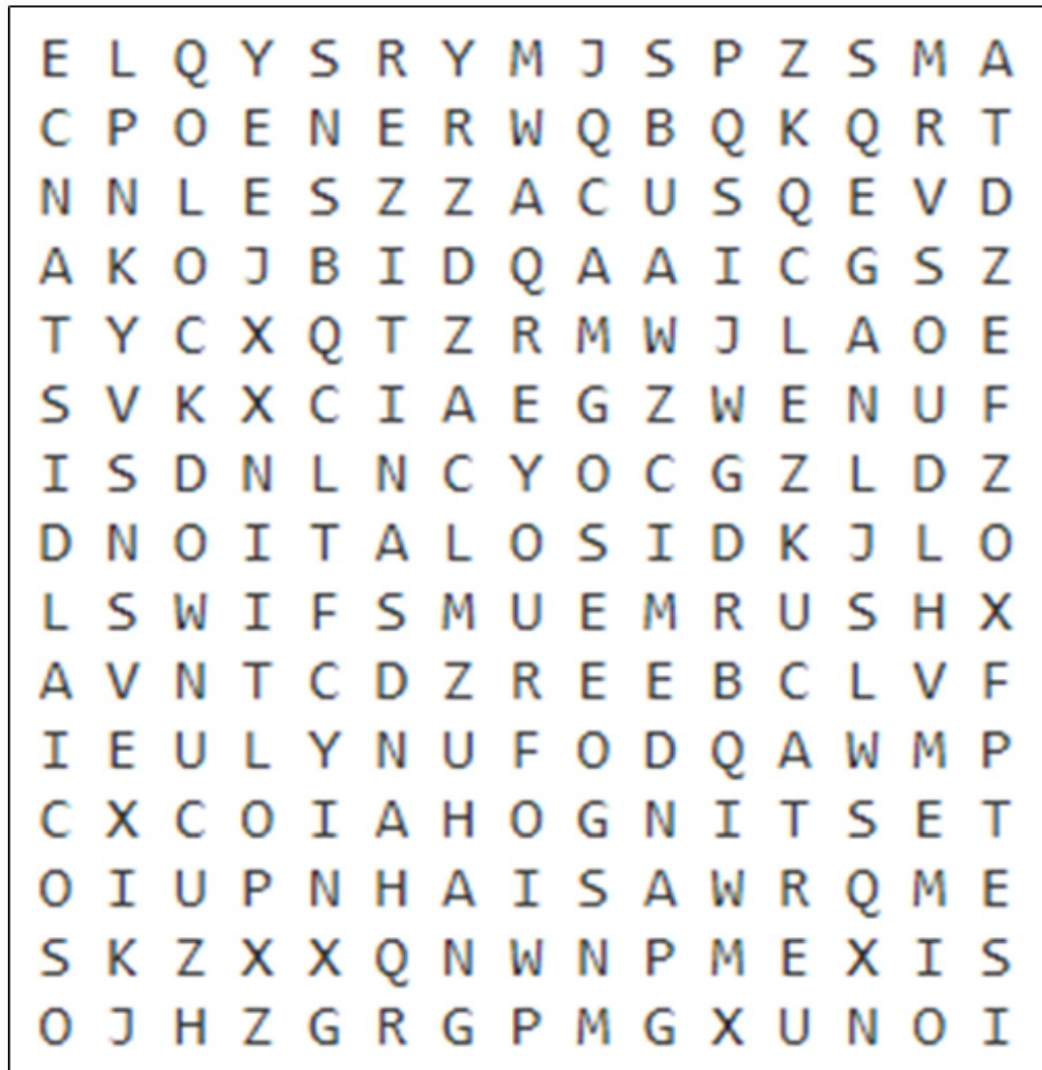 E L Q Y S R Y M J S P Z S M A
C P O E N E R W Q B Q K Q R T
N N L E S Z Z A C U S Q E V D
A K O J B I D Q A A I C G S Z
T Y C X Q T Z R M W J L A O E
S V K X C I A E G Z W E N U F
I S D N L N C Y O C G Z L D Z
D N O I T A L O S I D K J L O
L S W I F S M U E M R U S H X
A V N T C D Z R E E B C L V F
I E U L Y N U F O D Q A W M P
C X C O I A H O G N I T S E T
O I U P N H A I S A W R Q M E
S K Z X X Q N W N P M E X I S
O J H Z G R G P M G X U N O I